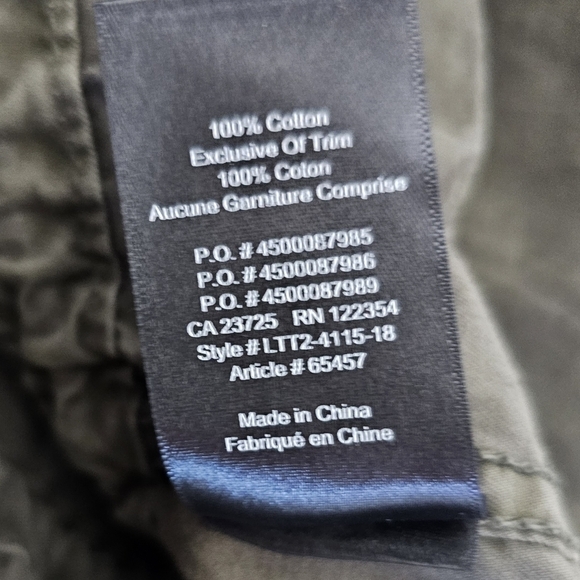 100% Cotton
Exclusive Of Trim
100% Coton
Aucune Garniture Comprise
P.O. # 4500087985
P.O. # 4500087986
P.O. # 4500087989
CA 23725 RN 122354
Style # LTT2-4115-18
Article # 65457
Made in China
Fabriqué en Chine